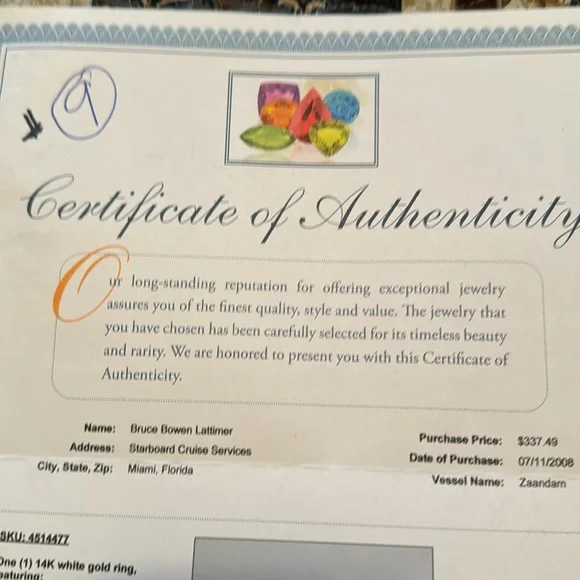 9
Certificate of Authenticity
Our long-standing reputation for offering exceptional jewelry
assures you of the finest quality, style and value. The jewelry that
you have chosen has been carefully selected for its timeless beauty
and rarity. We are honored to present you with this Certificate of
Authenticity.
Name: Bruce Bowen Lattimer
Address: Starboard Cruise Services
City, State, Zip: Miami, Florida
Purchase Price: $337.49
Date of Purchase: 07/11/2008
Vessel Name: Zaandam
SKU: 4514477
One (1) 14K white gold ring,
aturing: